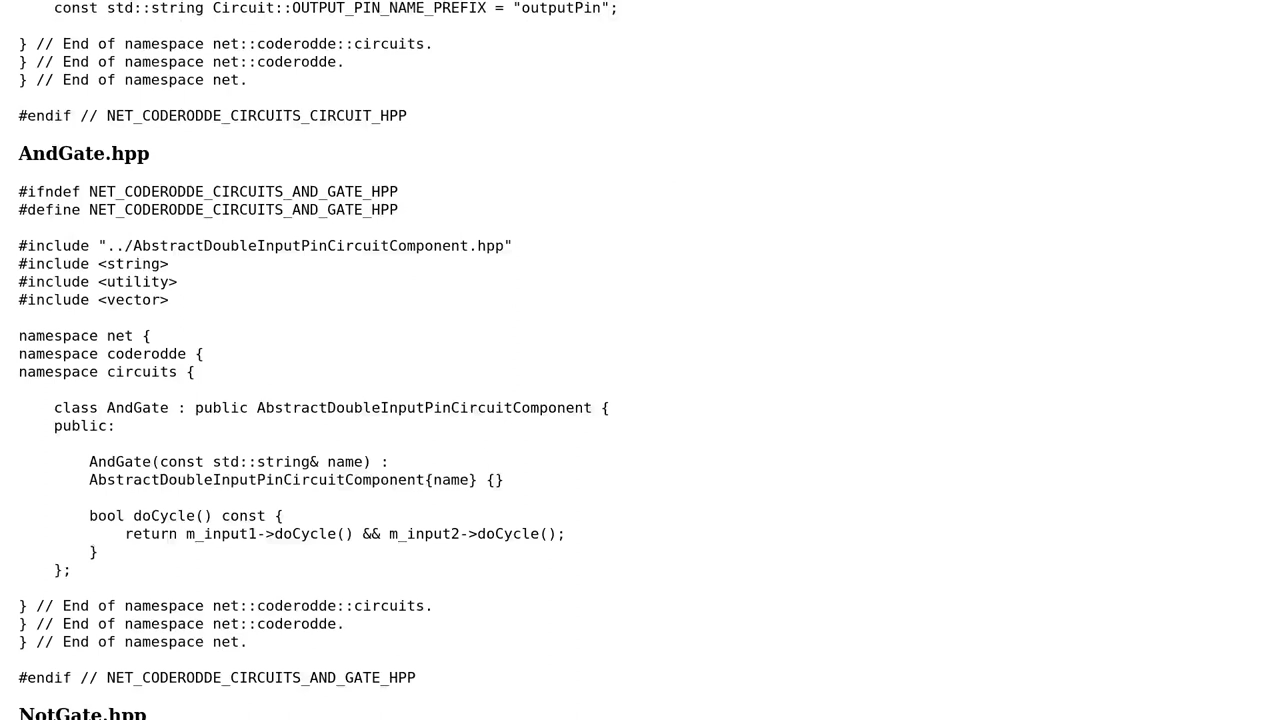 const std::string Circuit::OUTPUT_PIN_NAME_PREFIX = "outputPin";

} // End of namespace net::coderodde::circuits.
} // End of namespace net::coderodde.
} // End of namespace net.

#endif // NET_CODERODDE_CIRCUITS_CIRCUIT_HPP

AndGate.hpp

#ifndef NET_CODERODDE_CIRCUITS_AND_GATE_HPP
#define NET_CODERODDE_CIRCUITS_AND_GATE_HPP

#include "../AbstractDoubleInputPinCircuitComponent.hpp"
#include <string>
#include <utility>
#include <vector>

namespace net {
namespace coderodde {
namespace circuits {

    class AndGate : public AbstractDoubleInputPinCircuitComponent {
    public:

        AndGate(const std::string& name) :
        AbstractDoubleInputPinCircuitComponent{name} {}

        bool doCycle() const {
            return m_input1->doCycle() && m_input2->doCycle();
        }
    };

} // End of namespace net::coderodde::circuits.
} // End of namespace net::coderodde.
} // End of namespace net.

#endif // NET_CODERODDE_CIRCUITS_AND_GATE_HPP

NotGate.hpp